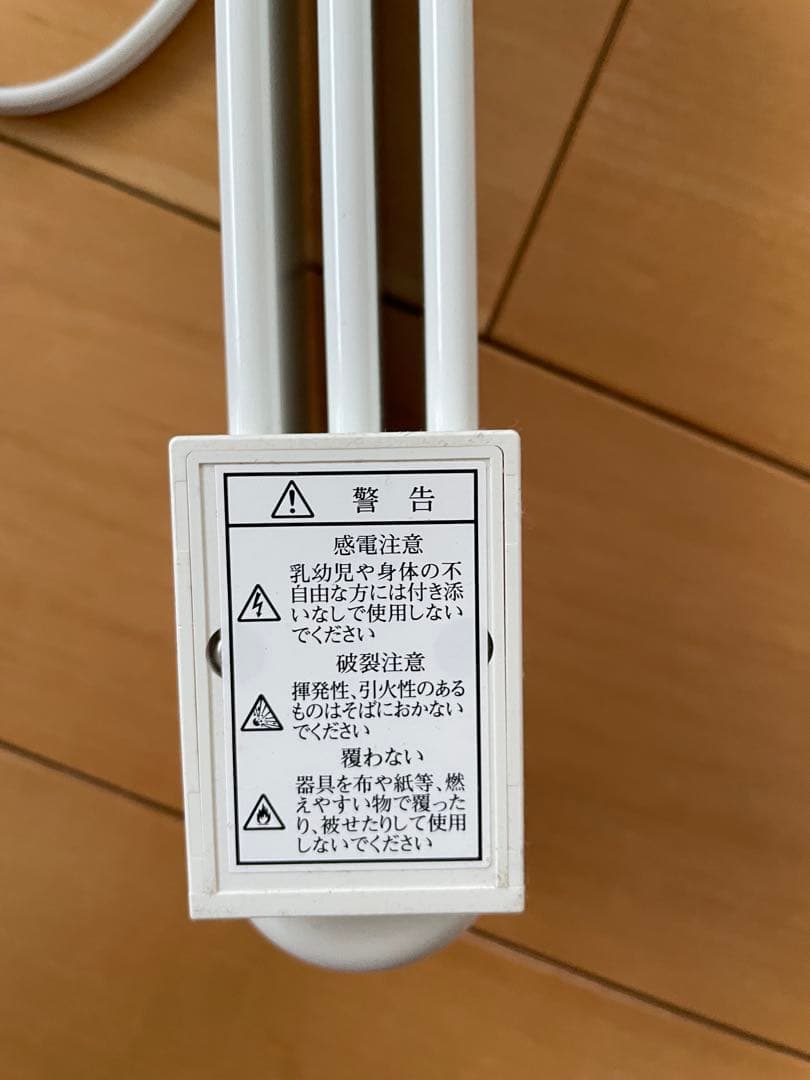 警告
感電注意
乳幼児や身体の不
自由な方には付き添
いなしで使用しない
でください
破裂注意
揮発性、引火性のある
ものはそばにおかない
でください
覆わない
器具を布や紙等、燃
えやすい物で覆った
り、被せたりして使用
しないでください